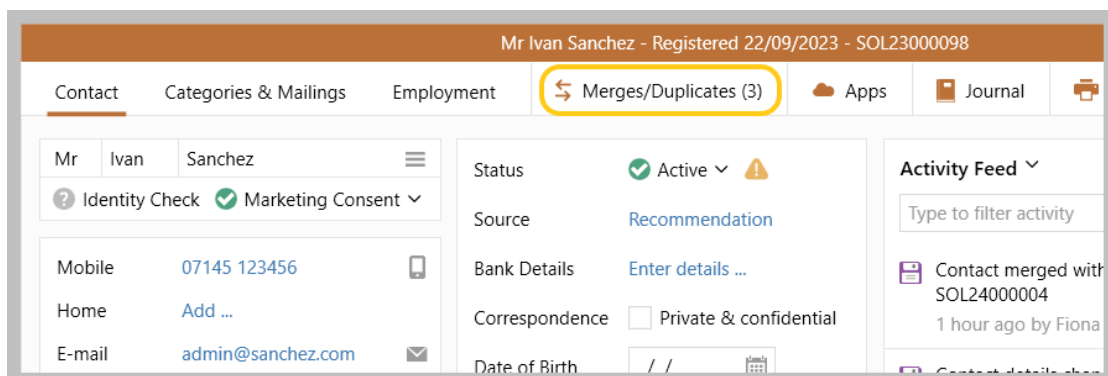 Mr Ivan Sanchez - Registered 22/09/2023 - SOL23000098
Contact Categories & Mailings Employment Merges/Duplicates (3) Apps Journal
Mr Ivan Sanchez
Identity Check Marketing Consent
Mobile 07145 123456
Home Add ...
E-mail admin@sanchez.com
Status Active
Source Recommendation
Bank Details Enter details ...
Correspondence Private & confidential
Date of Birth / /
Activity Feed
Type to filter activity
Contact merged with
SOL24000004
1 hour ago by Fiona
Contact details